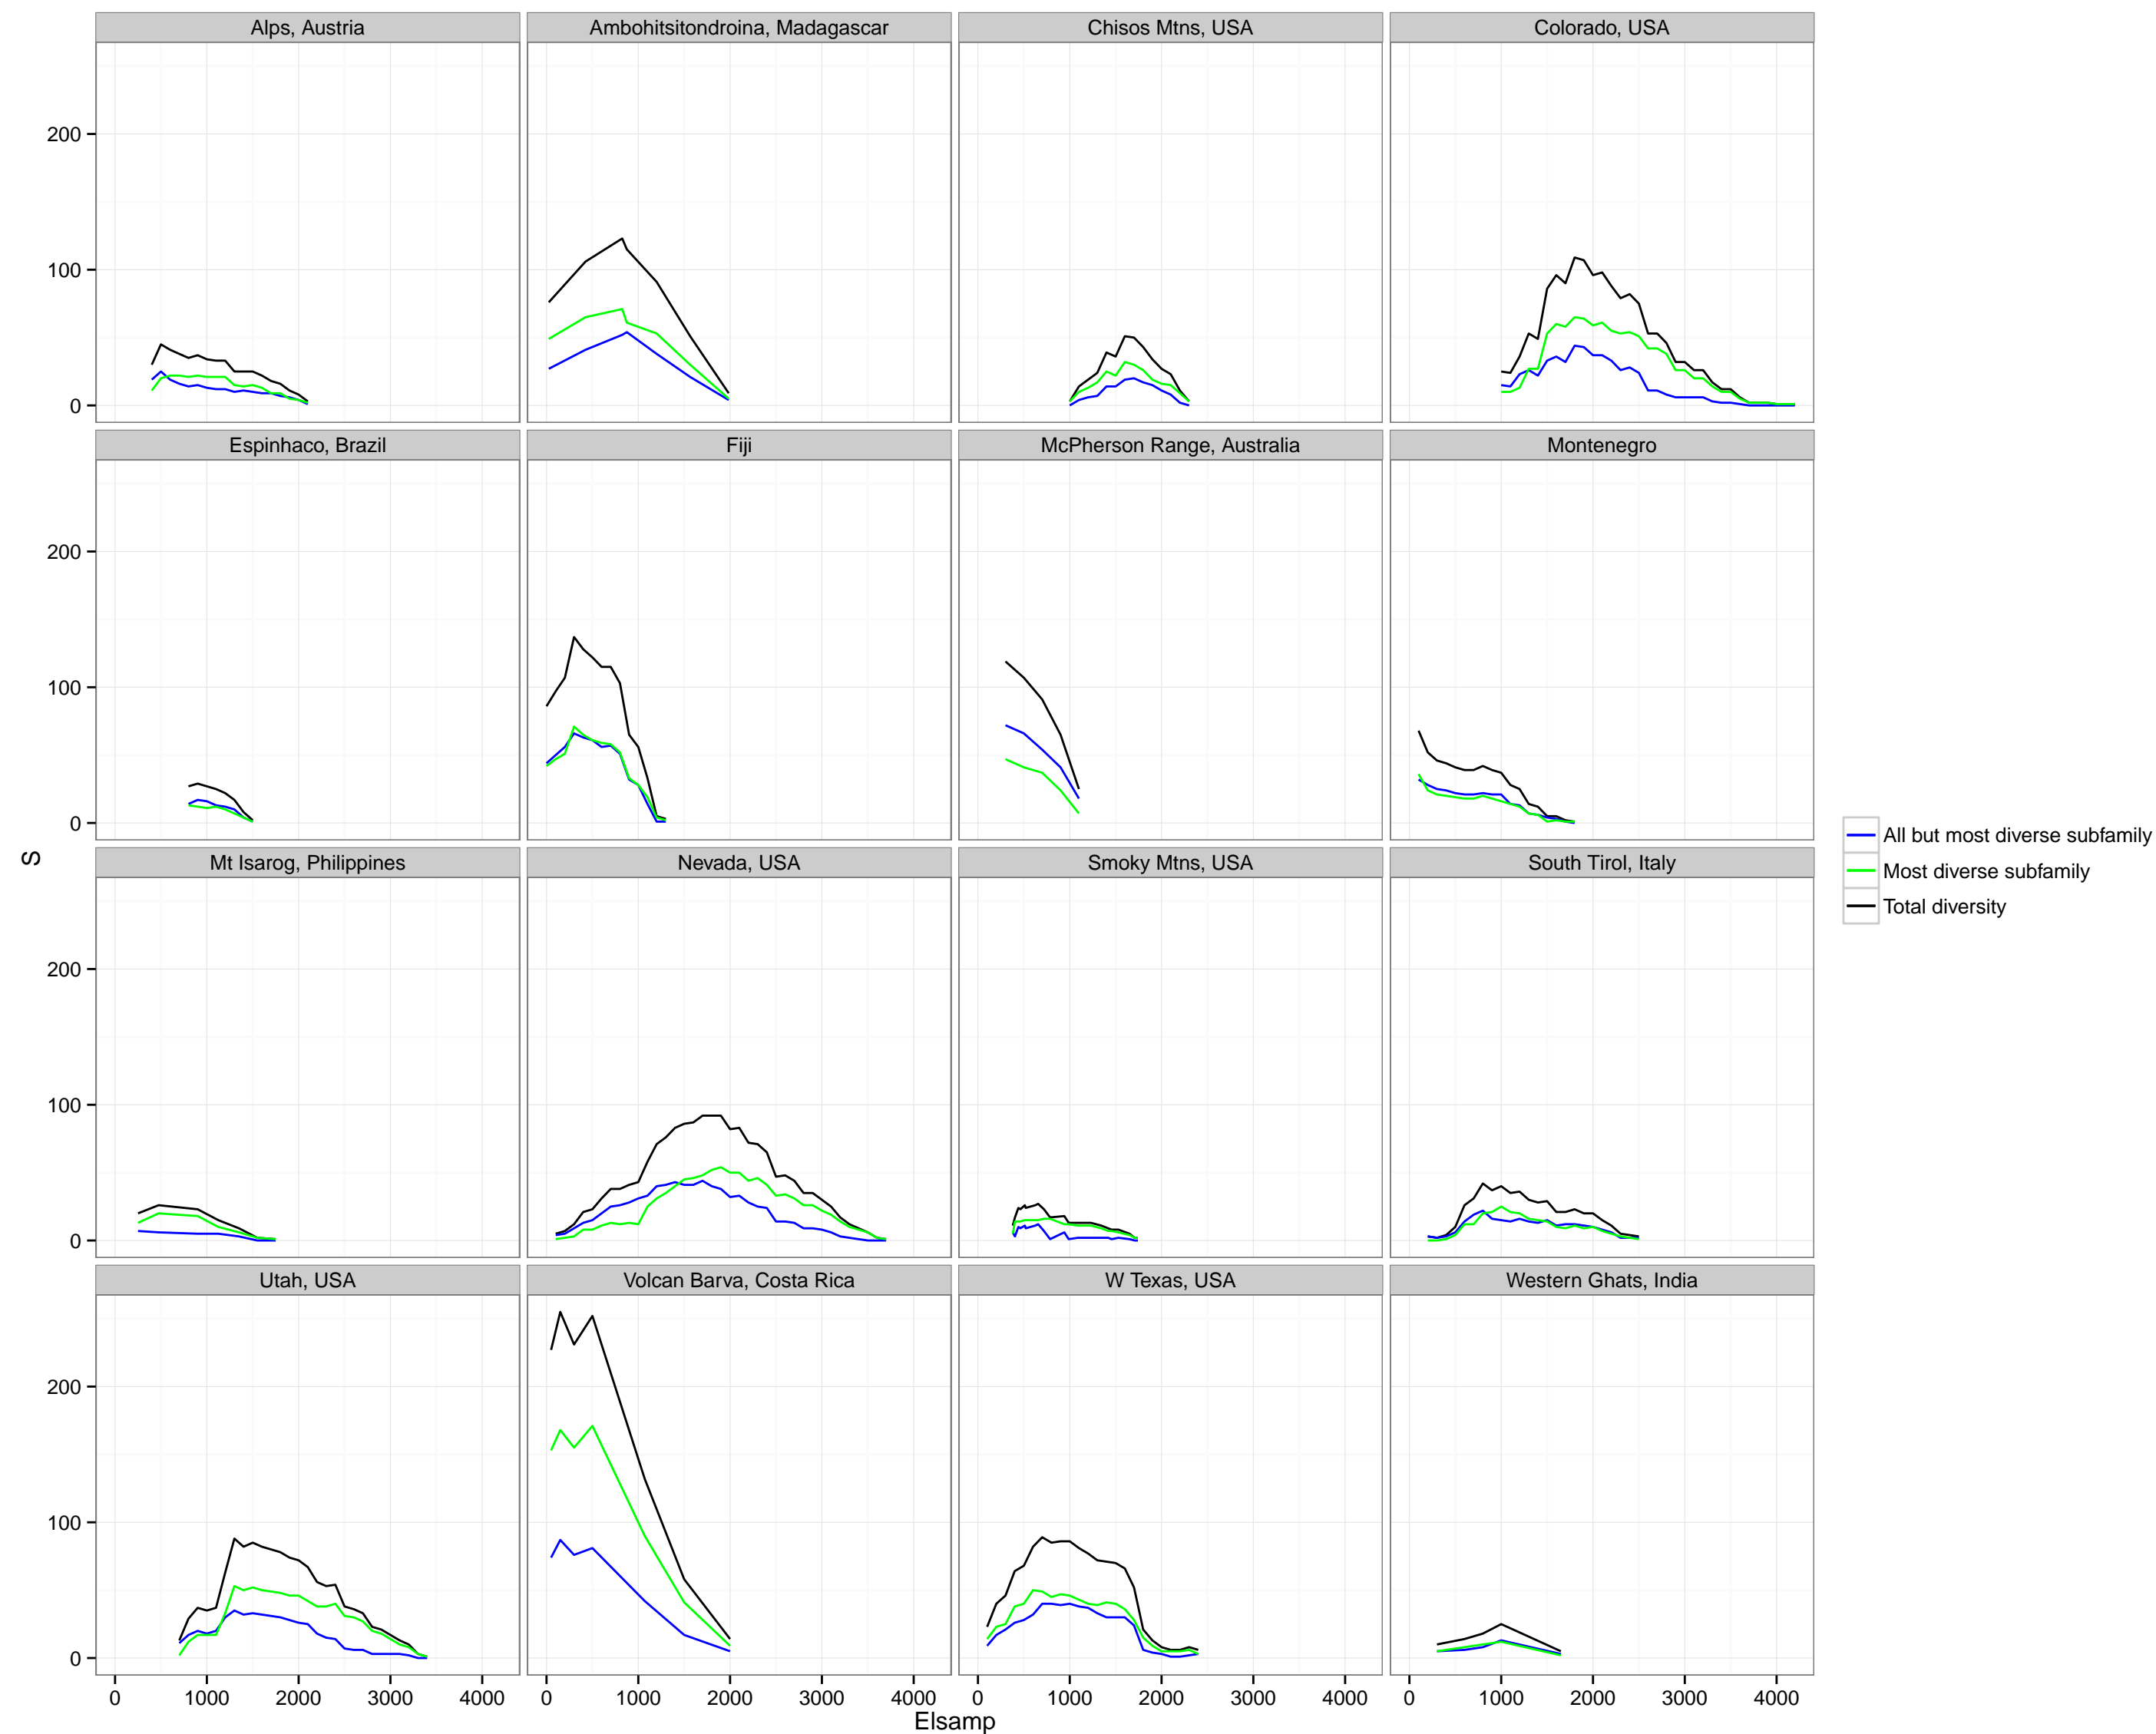 Alps, Austria
Ambohitsitondroina, Madagascar
Chisos Mtns, USA
Colorado, USA
200
100
0
Espinhaco, Brazil
Fiji
McPherson Range, Australia
Montenegro
200
100
0
Mt Isarog, Philippines
Nevada, USA
Smoky Mtns, USA
South Tirol, Italy
200
100
0
Utah, USA
Volcan Barva, Costa Rica
W Texas, USA
Western Ghats, India
200
100
0
0 1000 2000 3000 4000
0 1000 2000 3000 4000
0 1000 2000 3000 4000
0 1000 2000 3000 4000
Elsamp
S
All but most diverse subfamily
Most diverse subfamily
Total diversity